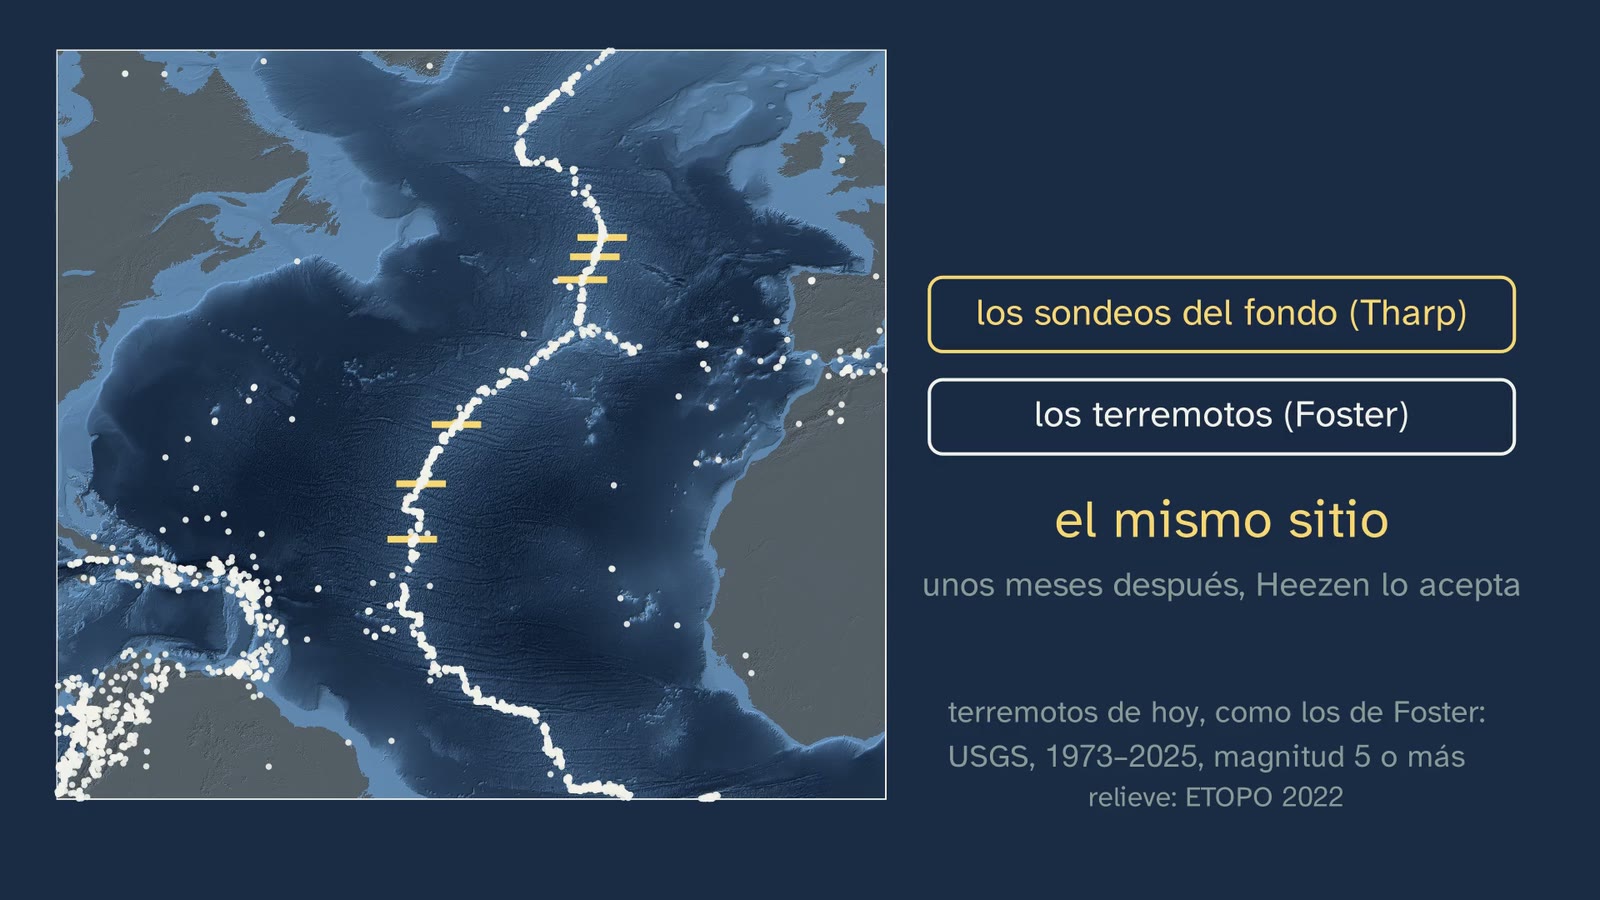 los sondeos del fondo (Tharp)
los terremotos (Foster)
el mismo sitio
unos meses después, Heezen lo acepta
terremotos de hoy, como los de Foster:
USGS, 1973–2025, magnitud 5 o más
relieve: ETOPO 2022